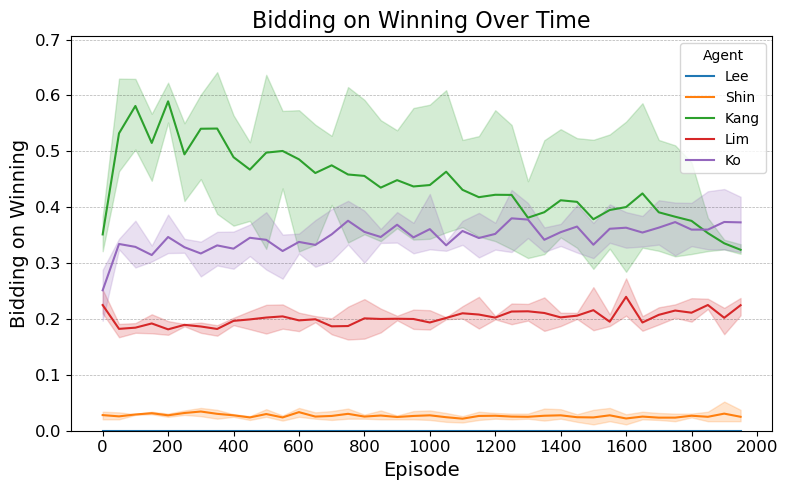 Bidding on Winning Over Time
Bidding on Winning
0.7
0.6
0.5
0.4
0.3
0.2
0.1
0.0
0 200 400 600 800 1000 1200 1400 1600 1800 2000
Episode
Agent
Lee
Shin
Kang
Lim
Ko